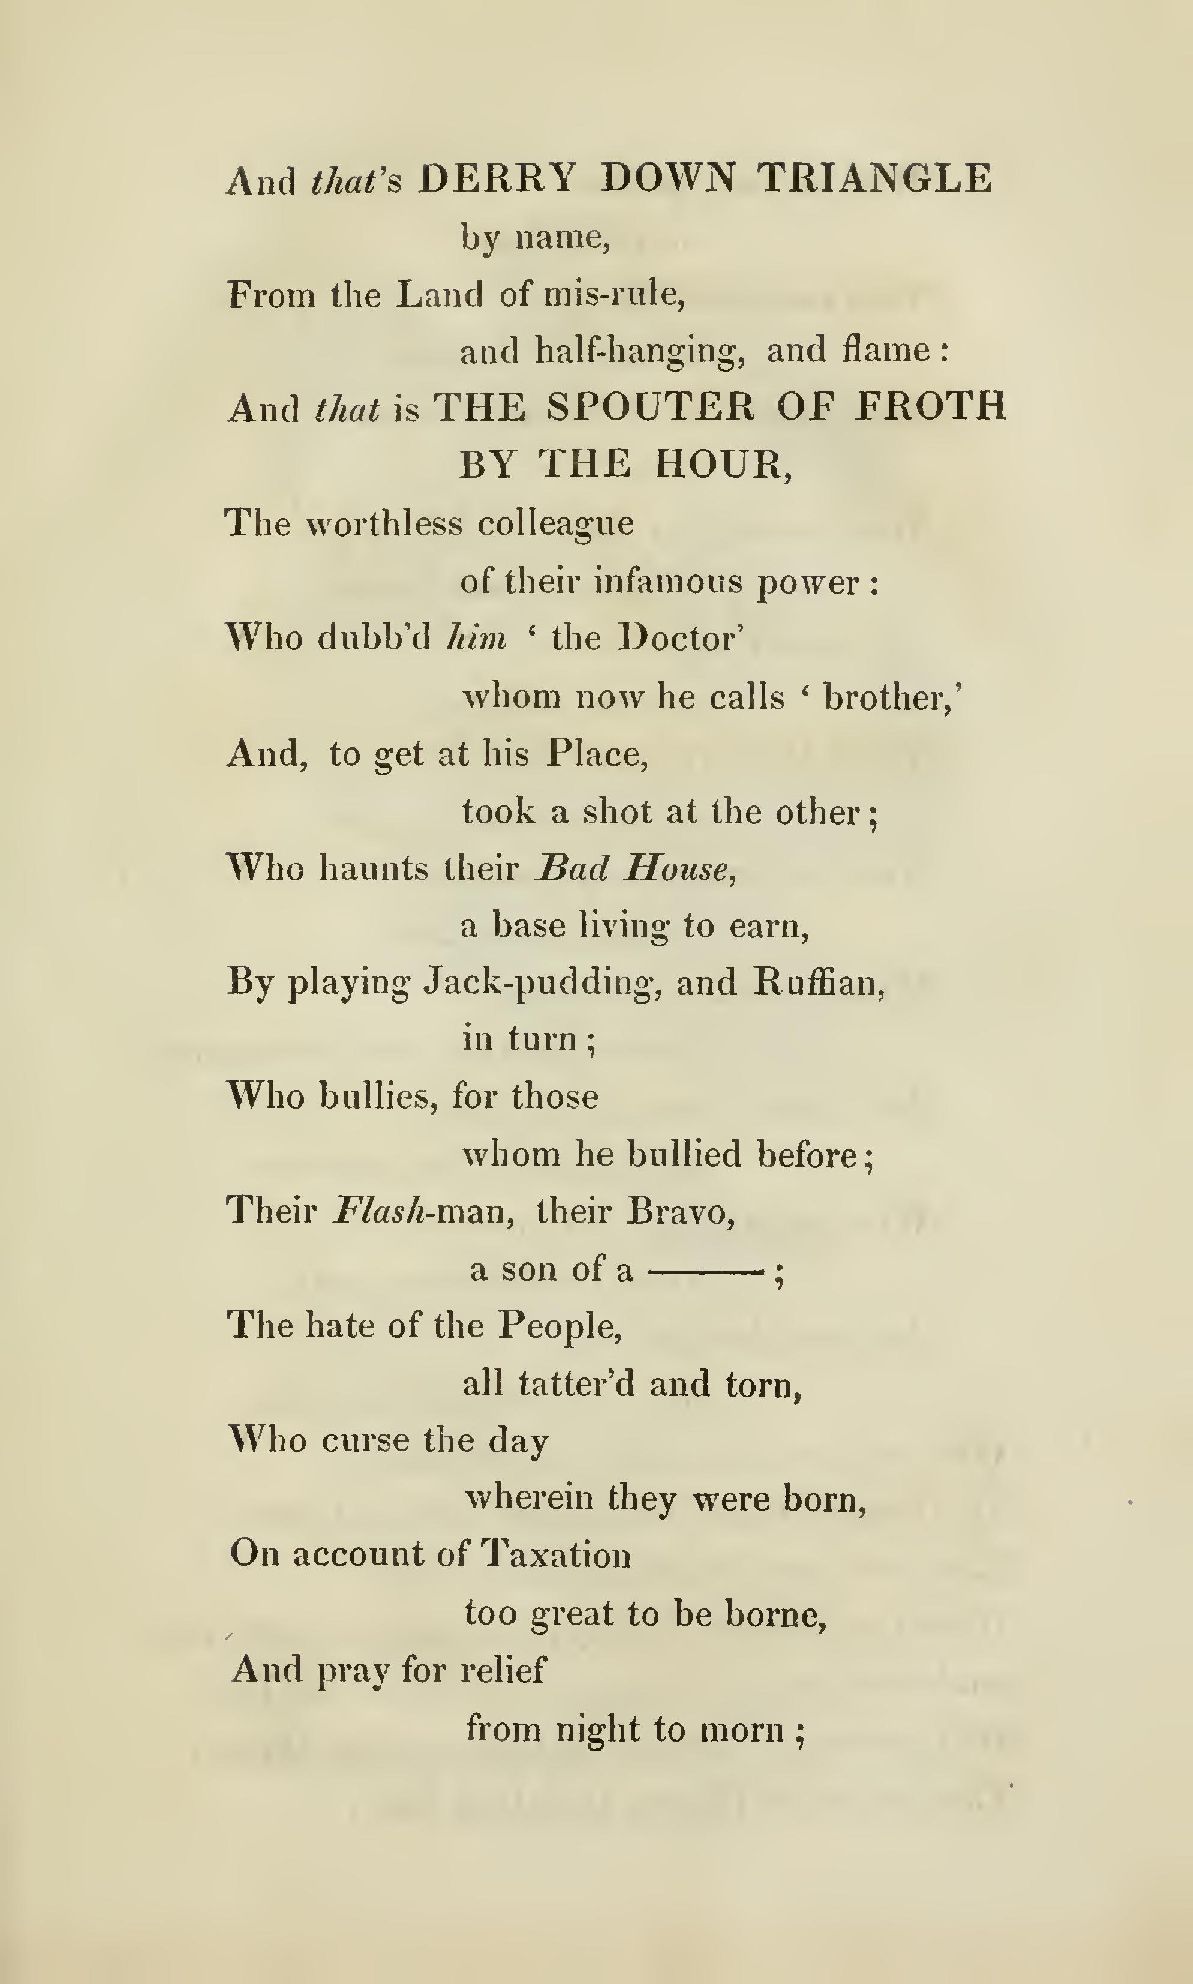 And that's DERRY DOWN TRIANGLE
by name,
From the Land of mis-rule,
and half-hanging, and flame :
And that is THE SPOUTER OF FROTH
BY THE HOUR,
The worthless colleague
of their infamous power :
Who dubb'd him ‘ the Doctor’
whom now he calls ‘ brother,’
And, to get at his Place,
took a shot at the other ;
Who haunts their Bad House,
a base living to earn,
By playing Jack-pudding, and Ruffian,
in turn ;
Who bullies, for those
whom he bullied before ;
Their Flash-man, their Bravo,
a son of a ——— ;
The hate of the People,
all tatter'd and torn,
Who curse the day
wherein they were born,
On account of Taxation
too great to be borne,
And pray for relief
from night to morn ;